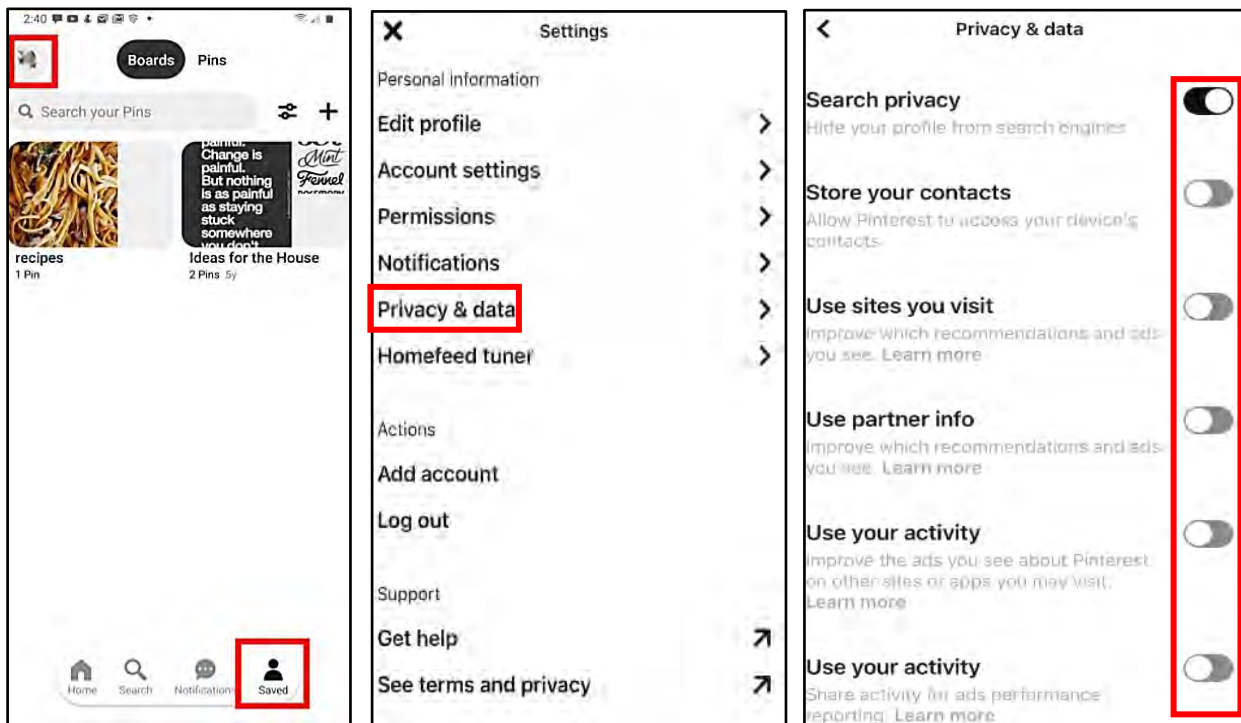 2:40
Boards Pins
Search your Pins
painful.
Change is
painful.
But nothing
is as painful
as staying
stuck
somewhere
you don't
Mint
Fennel
recipes
1 Pin
Ideas for the House
2 Pins 5y
Home Search Notifications Saved
Settings
Personal information
Edit profile
Account settings
Permissions
Notifications
Privacy & data
Homefeed tuner
Actions
Add account
Log out
Support
Get help
See terms and privacy
Privacy & data
Search privacy
Hide your profile from search engines
Store your contacts
Allow Pinterest to access your device's
contacts
Use sites you visit
Improve which recommendations and ads
you see. Learn more
Use partner info
Improve which recommendations and ads
you see. Learn more
Use your activity
Improve the ads you see about Pinterest
on other sites or apps you may visit.
Learn more
Use your activity
Share activity for ads performance
reporting. Learn more